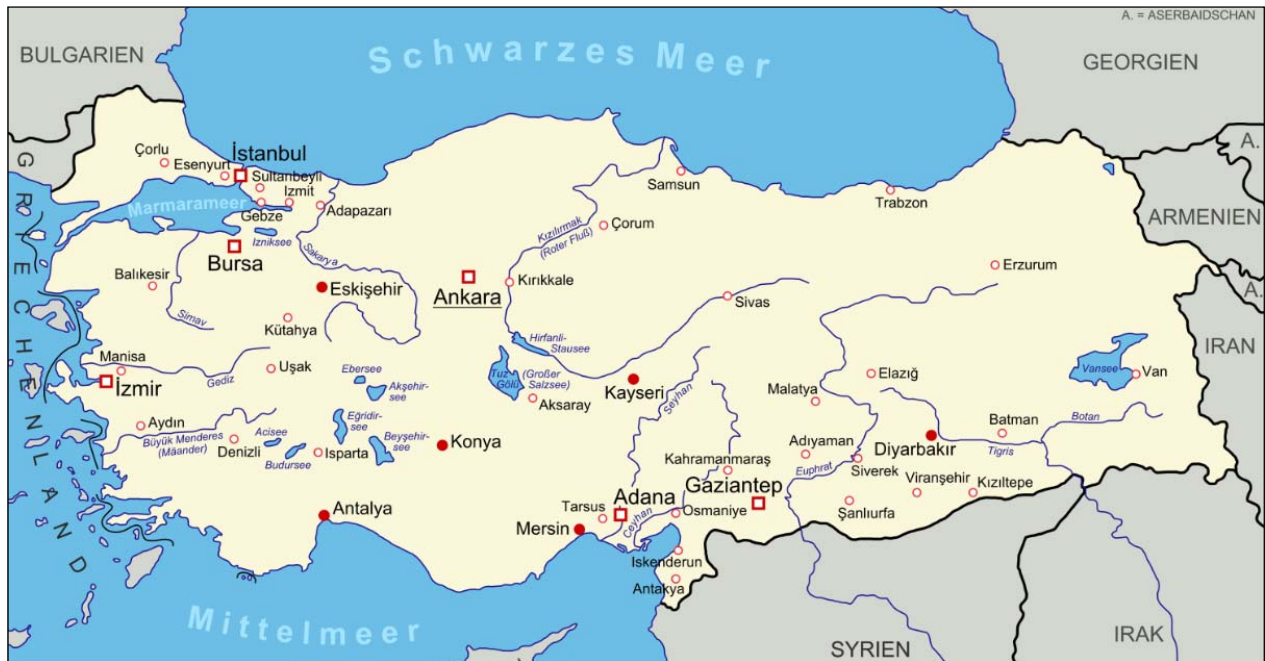 A. = ASERBAIDSCHAN
BULGARIEN
Schwarzes Meer
GEORGIEN
A.
Çorlu
Esenyurt
İstanbul
Sultanbeyli
Izmit
Gebze
Adapazarı
Marmarameer
Samsun
Trabzon
ARMENIEN
GRIECHENLAND
Izniksee
Bursa
Sakarya
Kızılırmak
(Roter Fluß)
Çorum
Balıkesir
Eskişehir
Ankara
Kırıkkale
Sivas
Erzurum
A.
Simav
Kütahya
Hirfanli-
Stausee
IRAN
Manisa
İzmir
Gediz
Uşak
Ebersee
Akşehir-
see
Tuz
Gölü
(Großer
Salzsee)
Aksaray
Kayseri
Seyhan
Malatya
Elazığ
Vansee
Van
Aydın
Büyük Menderes
(Mäander)
Denizli
Acisee
Budursee
Eğridir-
see
Isparta
Beyşehir-
see
Konya
Adıyaman
Siverek
Diyarbakır
Batman
Botan
Tigris
Kahramanmaraş
Euphrat
Viranşehir
Kızıltepe
Gaziantep
Şanlıurfa
Antalya
Mersin
Tarsus
Adana
Ceyhan
Osmaniye
Iskenderun
Antakya
Mittelmeer
SYRIEN
IRAK